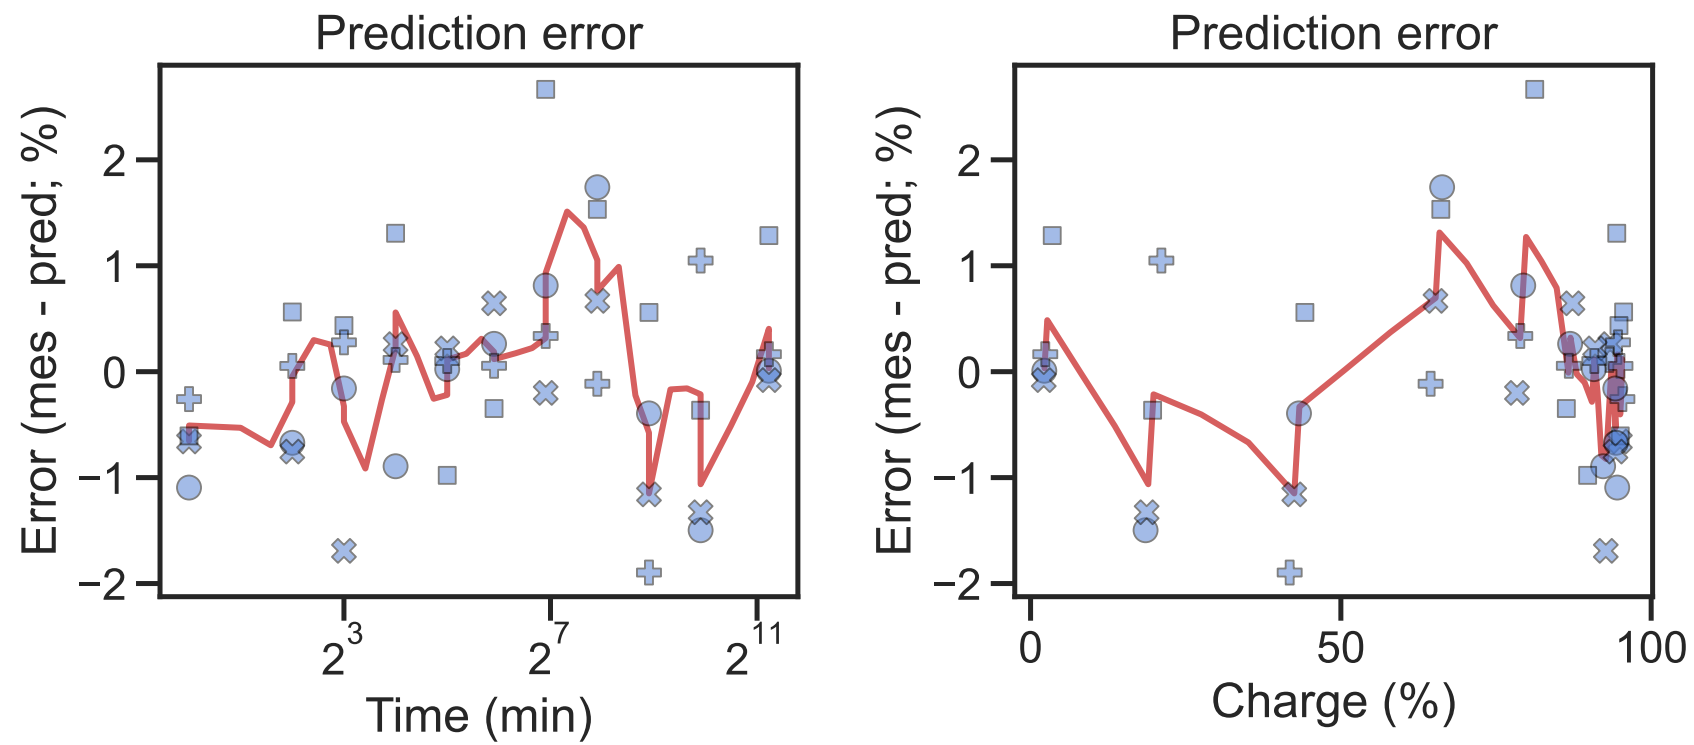 Prediction error
Error (mes - pred; %)
2
1
0
−1
−2
2^3
2^7
2^11
Time (min)
Prediction error
Error (mes - pred; %)
2
1
0
−1
−2
0
50
100
Charge (%)